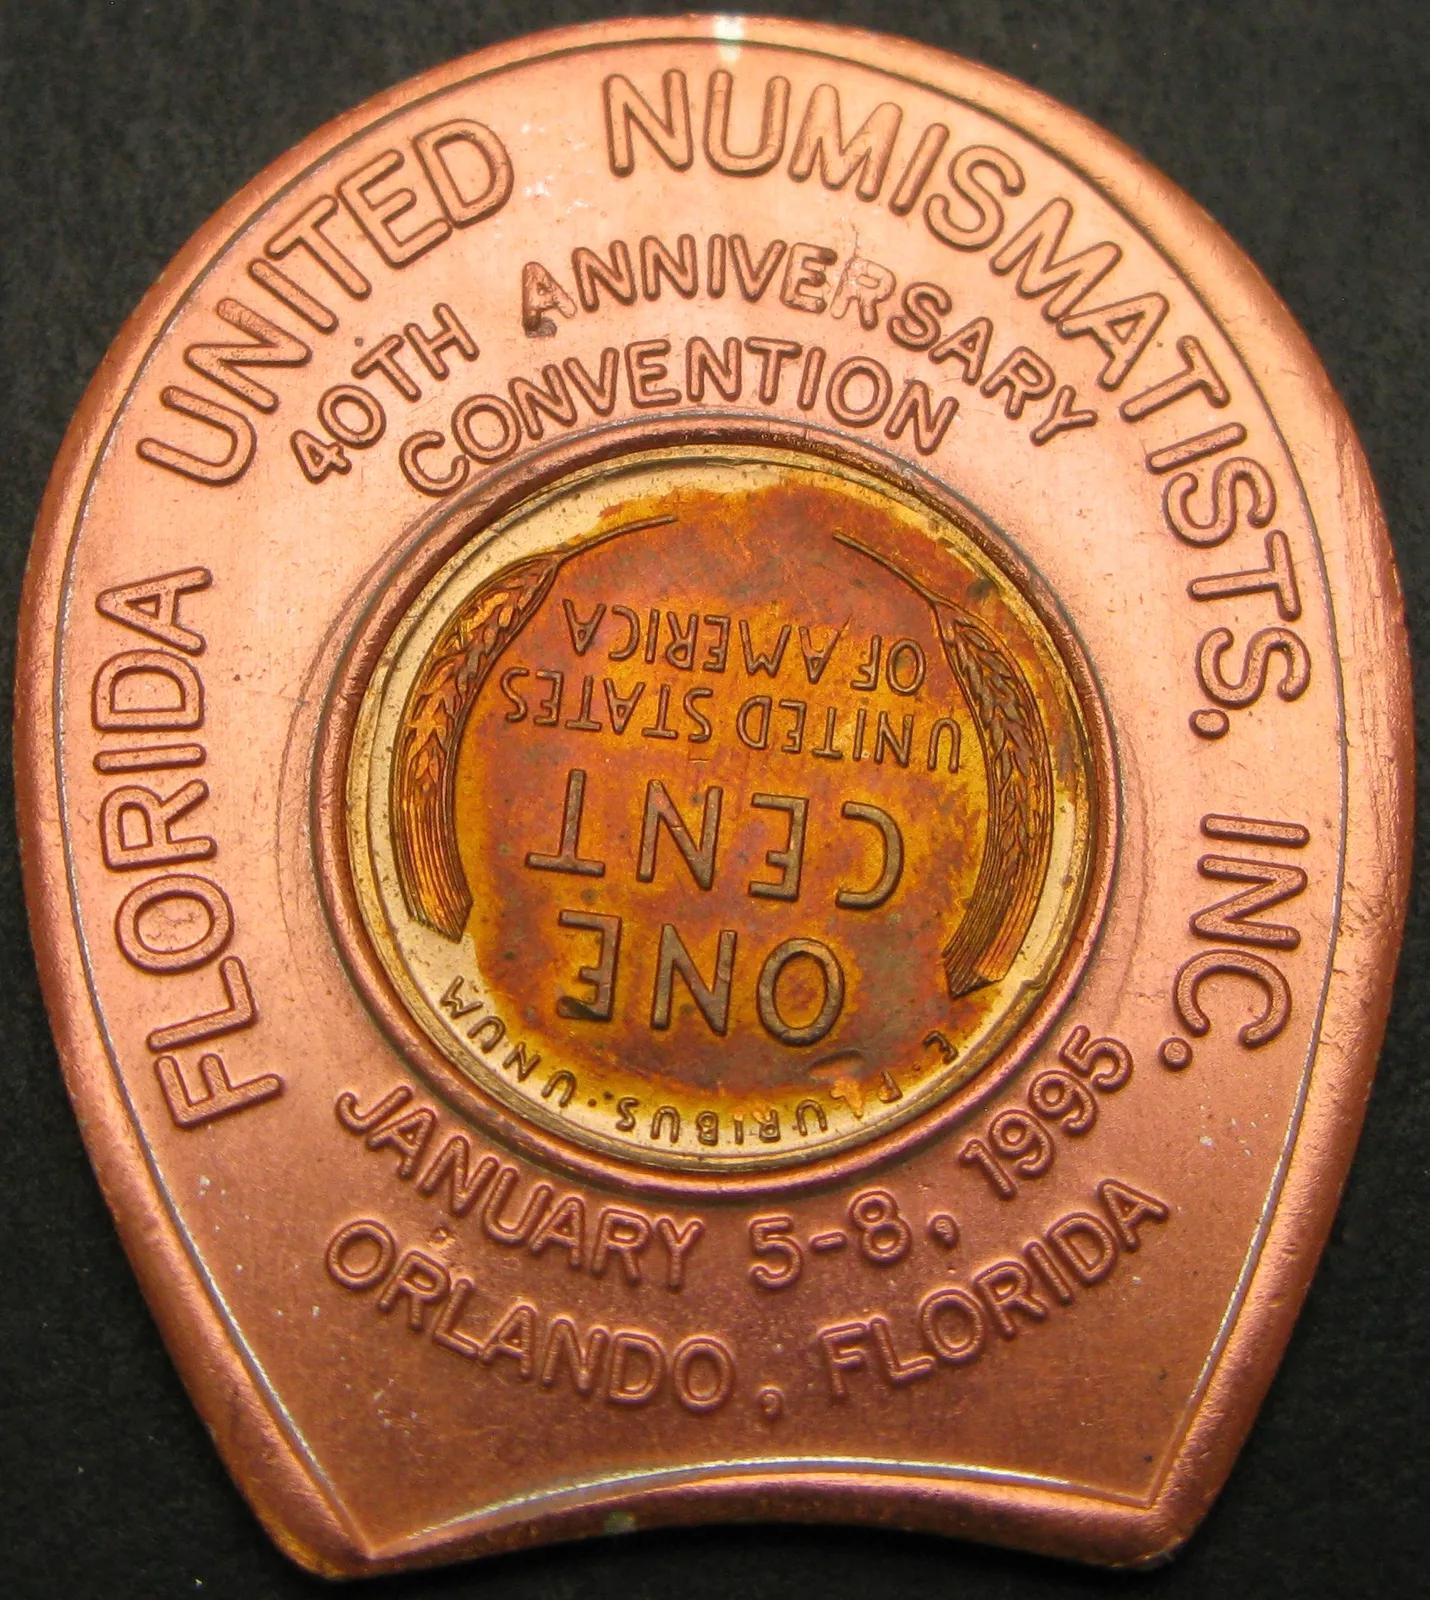 FLORIDA UNITED NUMISMATISTS, INC.
40TH ANNIVERSARY
CONVENTION
E · PLURIBUS · UNUM
ONE
CENT
UNITED STATES
OF AMERICA
JANUARY 5-8, 1995
ORLANDO, FLORIDA